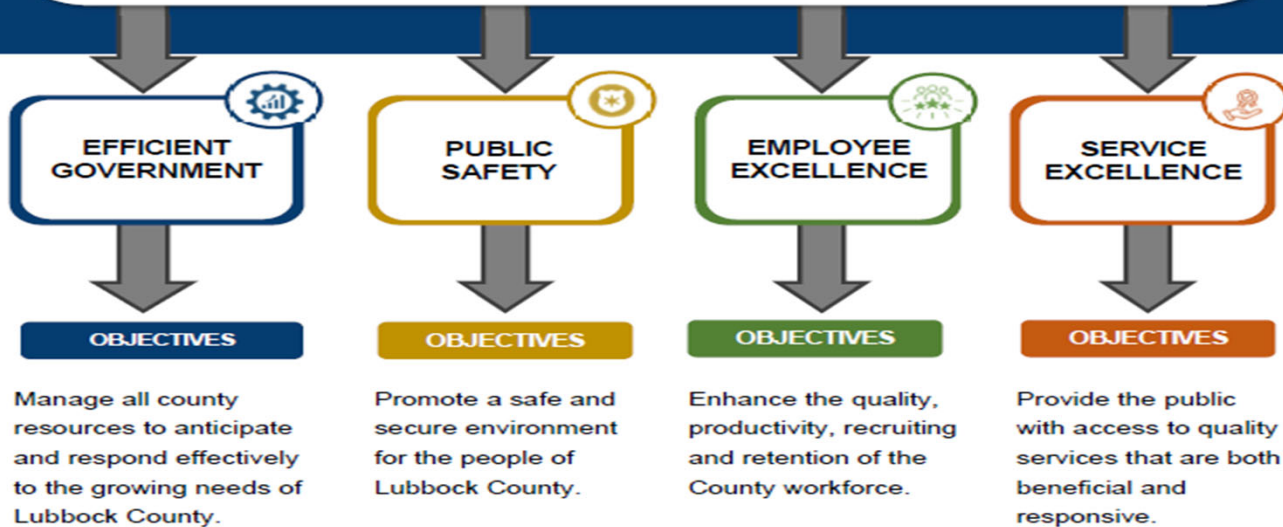 EFFICIENT
GOVERNMENT
PUBLIC
SAFETY
EMPLOYEE
EXCELLENCE
SERVICE
EXCELLENCE
OBJECTIVES
OBJECTIVES
OBJECTIVES
OBJECTIVES
Manage all county
resources to anticipate
and respond effectively
to the growing needs of
Lubbock County.
Promote a safe and
secure environment
for the people of
Lubbock County.
Enhance the quality,
productivity, recruiting
and retention of the
County workforce.
Provide the public
with access to quality
services that are both
beneficial and
responsive.